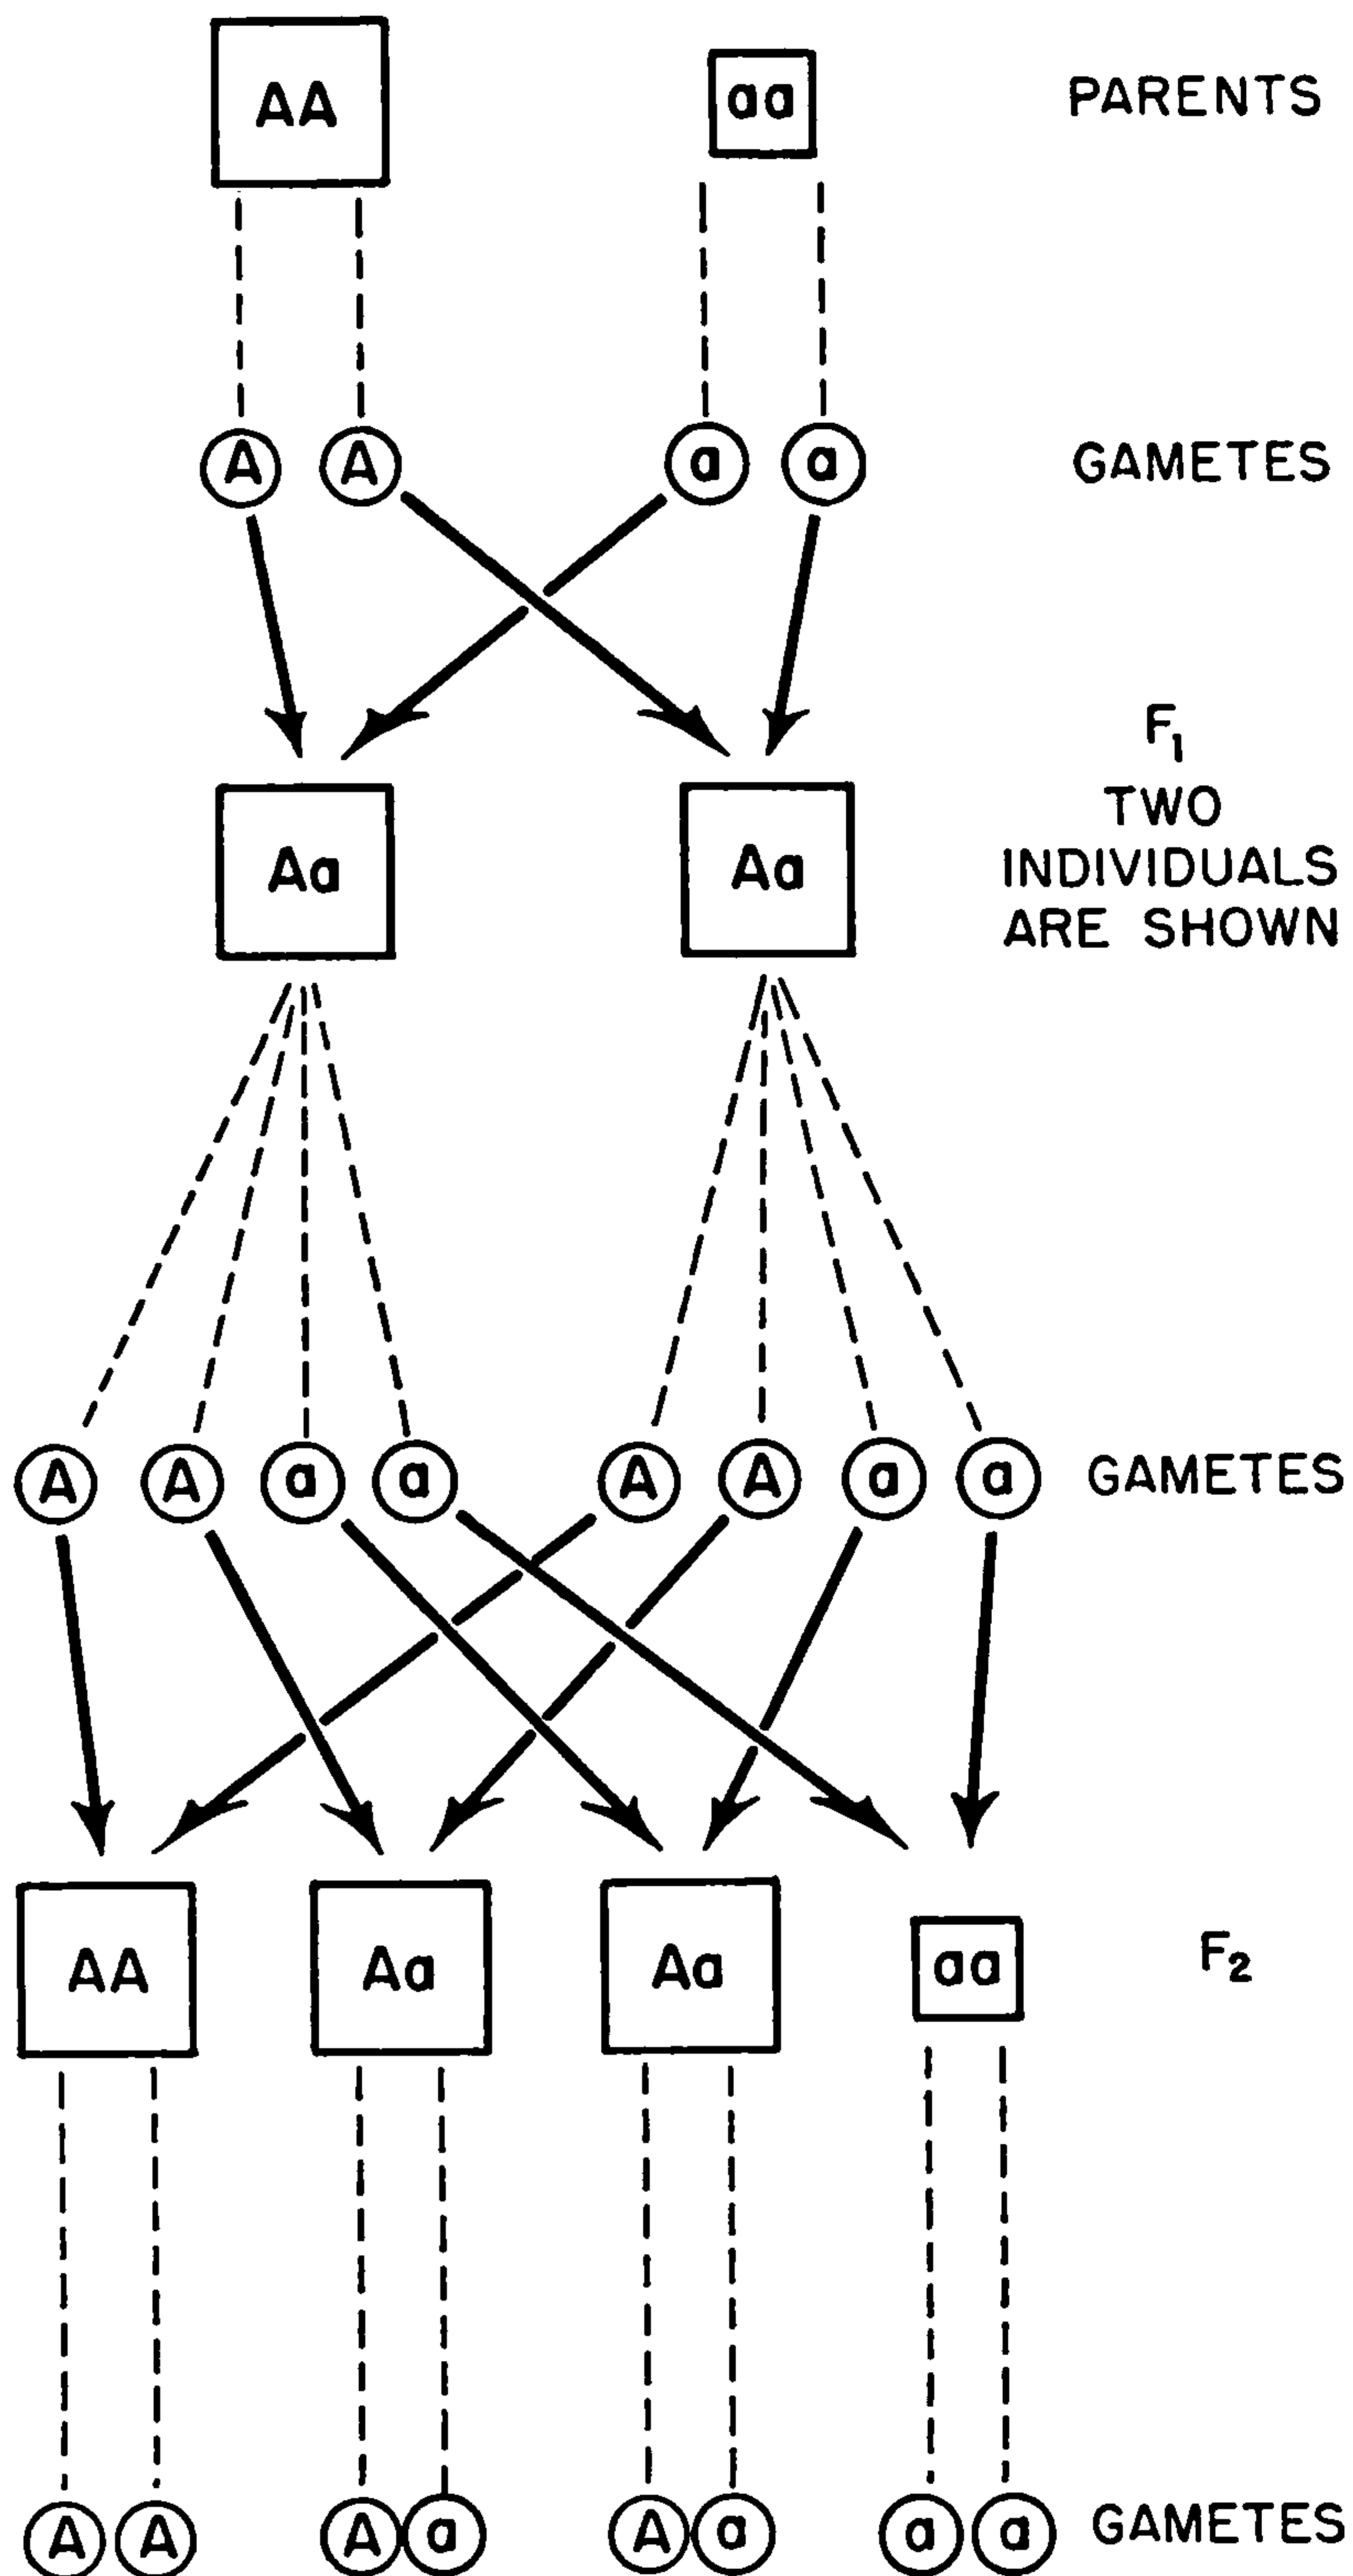 AA aa PARENTS
A A a a GAMETES
F₁
TWO
Aa Aa INDIVIDUALS
ARE SHOWN
A A a a A A a a GAMETES
AA Aa Aa aa F₂
A A A a A a a a GAMETES